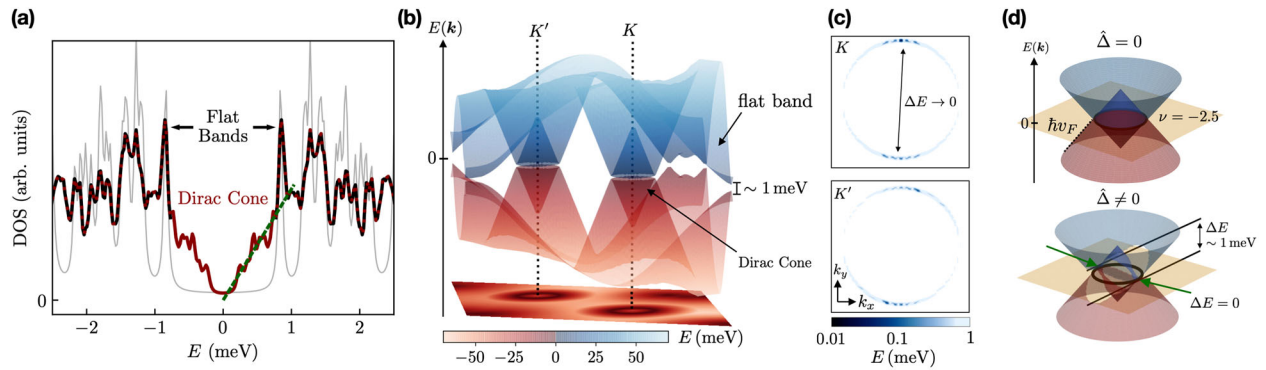 (a)
DOS (arb. units)
0
Flat
Bands
Dirac Cone
−2
−1
0
1
2
E (meV)
(b)
E(k)
K′
K
flat band
0
∼ 1 meV
Dirac Cone
−50
−25
0
25
50
E (meV)
(c)
K
ΔE → 0
K′
k_y
k_x
0.01
0.1
1
E (meV)
(d)
E(k)
Δ̂ = 0
0
ħv_F
ν = −2.5
Δ̂ ≠ 0
ΔE
∼ 1 meV
ΔE = 0